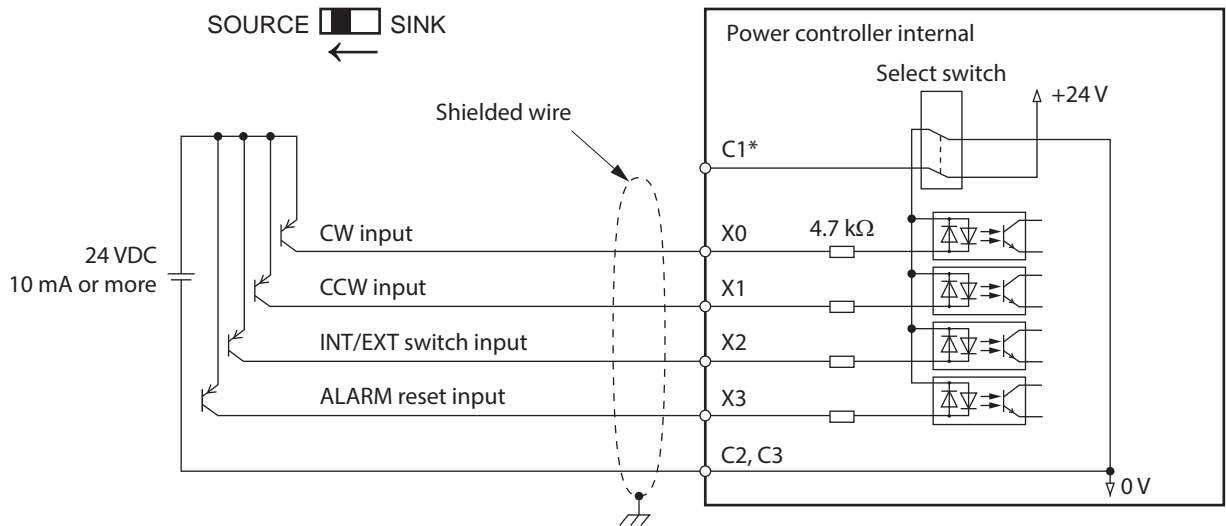 SOURCE SINK
Power controller internal
Select switch
+24 V
Shielded wire
C1*
CW input
X0
4.7 kΩ
24 VDC
10 mA or more
CCW input
X1
INT/EXT switch input
X2
ALARM reset input
X3
C2, C3
0 V